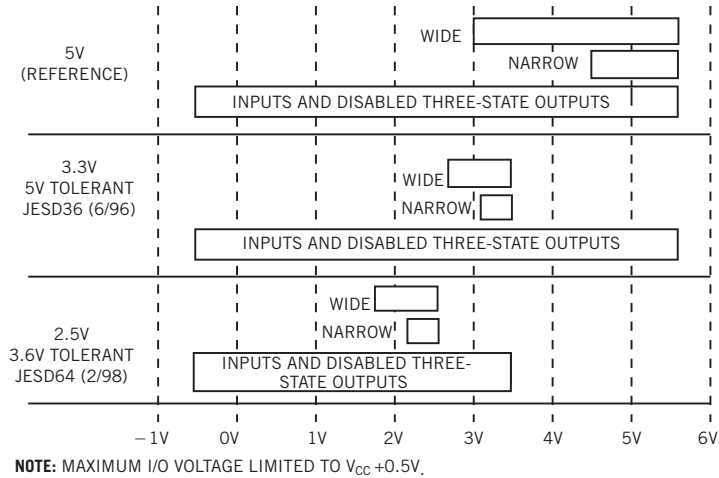 WIDE
5V
(REFERENCE)
NARROW
INPUTS AND DISABLED THREE-STATE OUTPUTS
3.3V
5V TOLERANT
JESD36 (6/96)
WIDE
NARROW
INPUTS AND DISABLED THREE-STATE OUTPUTS
WIDE
NARROW
2.5V
3.6V TOLERANT
JESD64 (2/98)
INPUTS AND DISABLED THREE-
STATE OUTPUTS
−1V 0V 1V 2V 3V 4V 5V 6V
NOTE: MAXIMUM I/O VOLTAGE LIMITED TO VCC +0.5V.